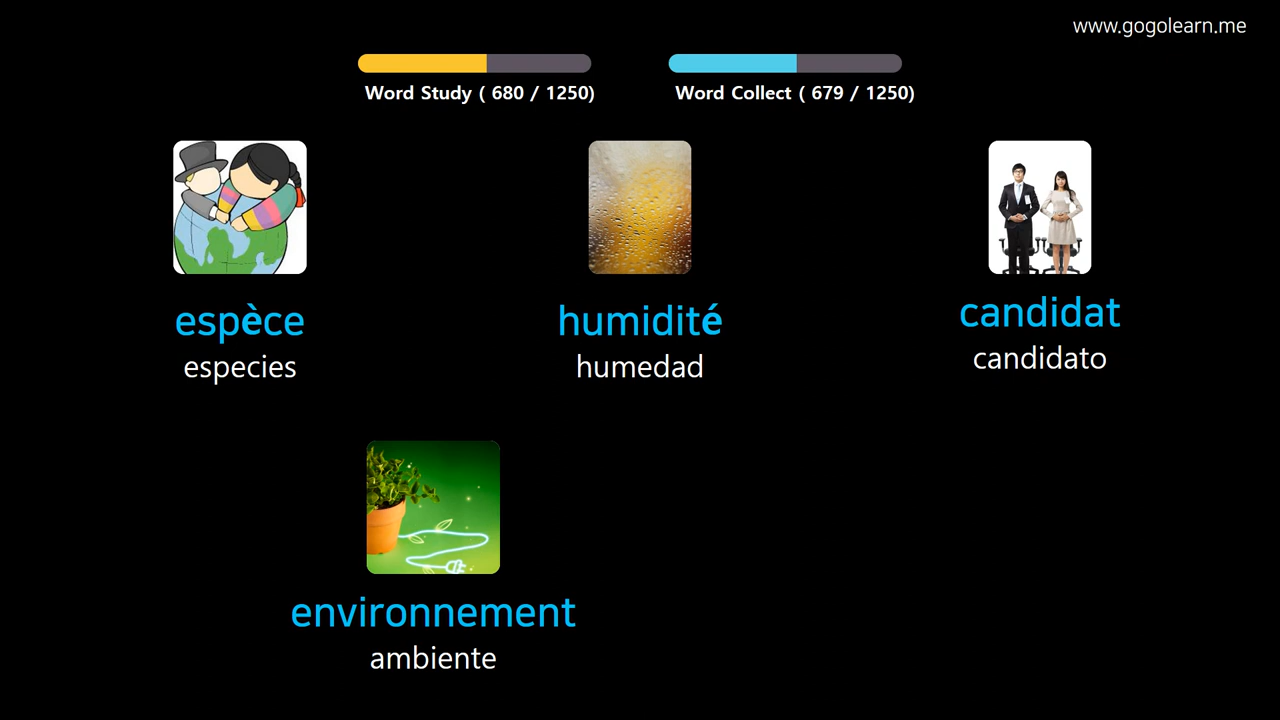 www.gogolearn.me
Word Study ( 680 / 1250)
Word Collect ( 679 / 1250)
espèce
especies
humidité
humedad
candidat
candidato
environnement
ambiente